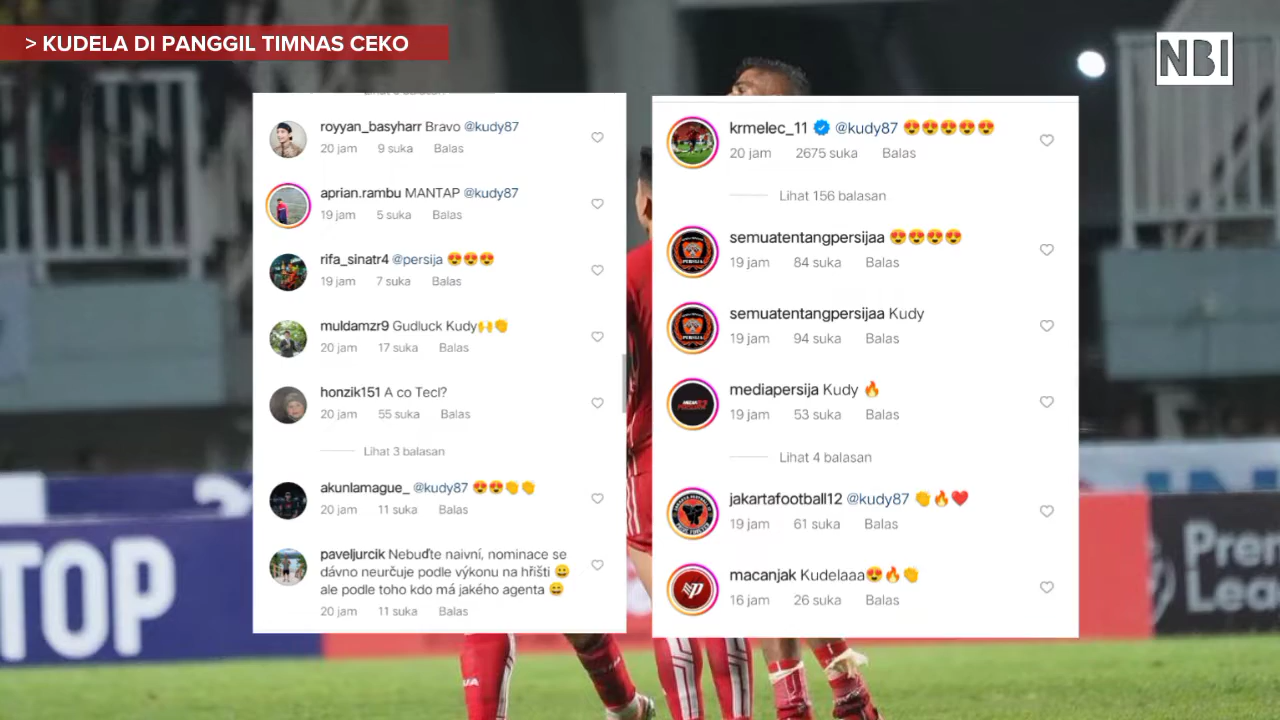 > KUDELA DI PANGGIL TIMNAS CEKO
NBI
royyan_basyharr Bravo @kudy87
20 jam 9 suka Balas
aprian.rambu MANTAP @kudy87
19 jam 5 suka Balas
rifa_sinatr4 @persija 😍😍😍
19 jam 7 suka Balas
muldamzr9 Gudluck Kudy🙌👏
20 jam 17 suka Balas
honzik151 A co Tecl?
20 jam 55 suka Balas
Lihat 3 balasan
akunlamague_ @kudy87 😍😍👏👏
20 jam 11 suka Balas
paveljurcik Nebuďte naivní, nominace se
dávno neurčuje podle výkonu na hřišti 😀
ale podle toho kdo má jakého agenta 😄
20 jam 11 suka Balas
krmelec_11 @kudy87 😍😍😍😍😍
20 jam 2675 suka Balas
Lihat 156 balasan
semuatentangpersijaa 😍😍😍😍
19 jam 84 suka Balas
semuatentangpersijaa Kudy
19 jam 94 suka Balas
mediapersija Kudy 🔥
19 jam 53 suka Balas
Lihat 4 balasan
jakartafootball12 @kudy87 👏🔥❤️
19 jam 61 suka Balas
macanjak Kudelaaa😍🔥👏
16 jam 26 suka Balas
TOP